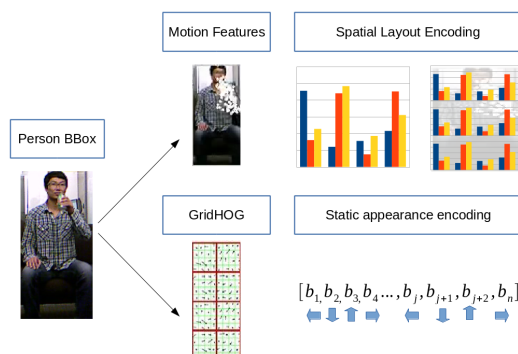 Motion Features
Spatial Layout Encoding
Person BBox
GridHOG
Static appearance encoding
[b₁, b₂, b₃, b₄ ..., bⱼ, bⱼ₊₁, bⱼ₊₂, bₙ]